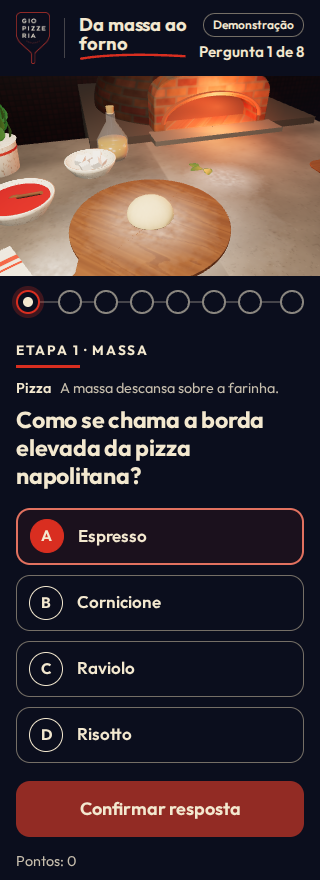 GIO
PIZZE
RIA
Da massa ao
forno
Demonstração
Pergunta 1 de 8
ETAPA 1 · MASSA
Pizza A massa descansa sobre a farinha.
Como se chama a borda
elevada da pizza
napolitana?
A Espresso
B Cornicione
C Raviolo
D Risotto
Confirmar resposta
Pontos: 0